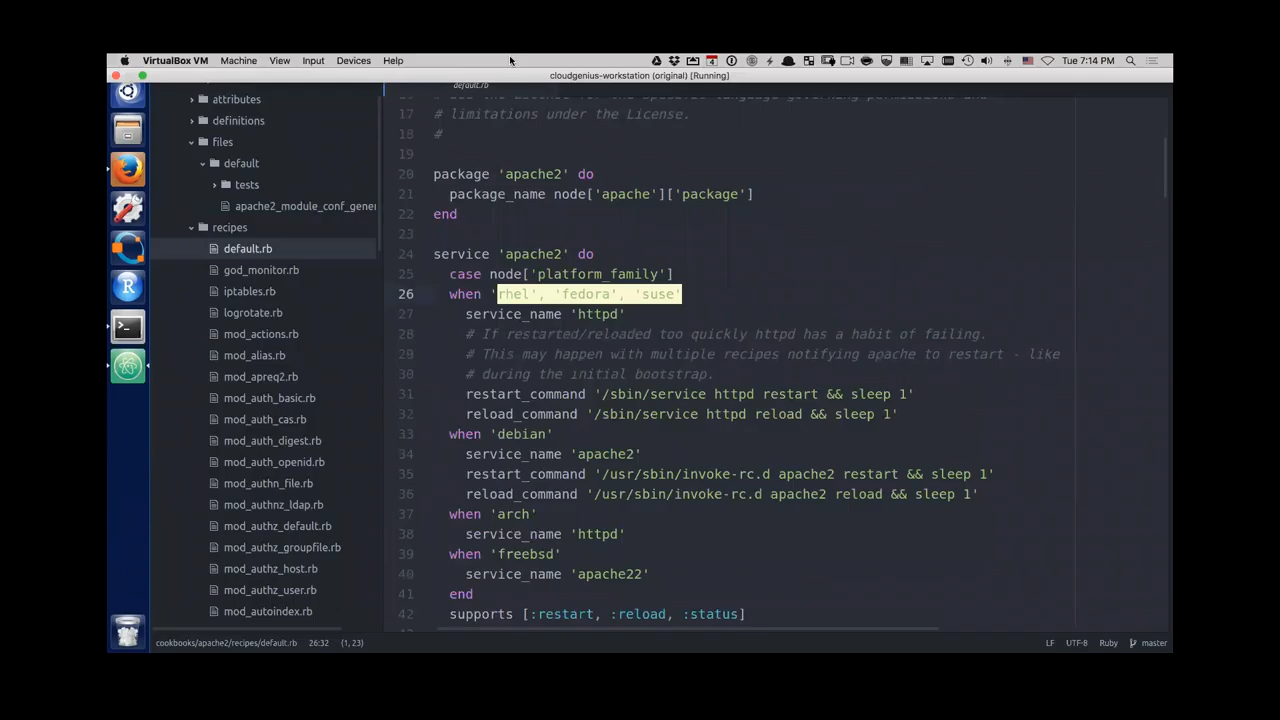 VirtualBox VM Machine View Input Devices Help Tue 7:14 PM
cloudgenius-workstation (original) [Running]
attributes
definitions
files
default
tests
apache2_module_conf_gener
recipes
default.rb
god_monitor.rb
iptables.rb
logrotate.rb
mod_actions.rb
mod_alias.rb
mod_apreq2.rb
mod_auth_basic.rb
mod_auth_cas.rb
mod_auth_digest.rb
mod_auth_openid.rb
mod_authn_file.rb
mod_authnz_ldap.rb
mod_authz_default.rb
mod_authz_groupfile.rb
mod_authz_host.rb
mod_authz_user.rb
mod_autoindex.rb
default.rb
17 # limitations under the License.
18 #
19
20 package 'apache2' do
21 package_name node['apache']['package']
22 end
23
24 service 'apache2' do
25 case node['platform_family']
26 when 'rhel', 'fedora', 'suse'
27 service_name 'httpd'
28 # If restarted/reloaded too quickly httpd has a habit of failing.
29 # This may happen with multiple recipes notifying apache to restart - like
30 # during the initial bootstrap.
31 restart_command '/sbin/service httpd restart && sleep 1'
32 reload_command '/sbin/service httpd reload && sleep 1'
33 when 'debian'
34 service_name 'apache2'
35 restart_command '/usr/sbin/invoke-rc.d apache2 restart && sleep 1'
36 reload_command '/usr/sbin/invoke-rc.d apache2 reload && sleep 1'
37 when 'arch'
38 service_name 'httpd'
39 when 'freebsd'
40 service_name 'apache22'
41 end
42 supports [:restart, :reload, :status]
cookbooks/apache2/recipes/default.rb 26:32 (1, 23) LF UTF-8 Ruby master